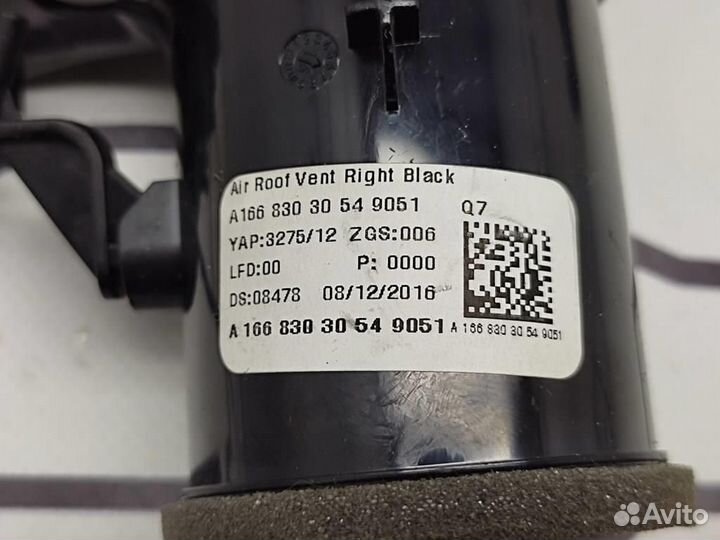 Air Roof Vent Right Black
A166 830 30 54 9051 Q7
YAP:3275/12 ZGS:006
LFD:00 P: 0000
DS:08478 08/12/2016
A 166 830 30 54 9051
A 166 830 30 54 9051
Avito